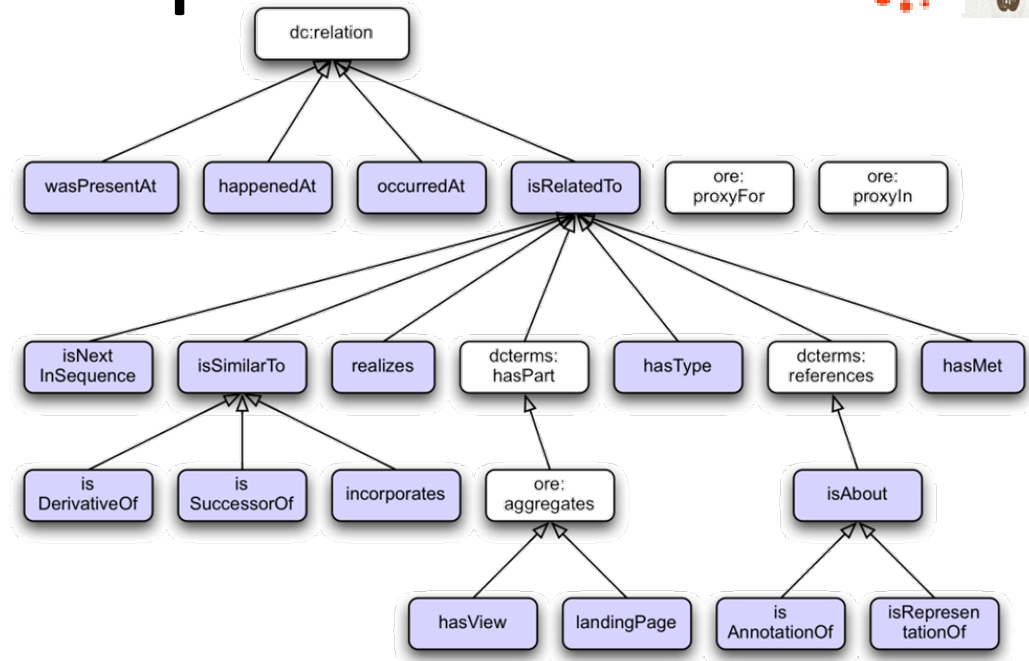 dc:relation
wasPresentAt
happenedAt
occurredAt
isRelatedTo
ore:
proxyFor
ore:
proxyIn
isNext
InSequence
isSimilarTo
realizes
dcterms:
hasPart
hasType
dcterms:
references
hasMet
is
DerivativeOf
is
SuccessorOf
incorporates
ore:
aggregates
isAbout
hasView
landingPage
is
AnnotationOf
isRepresen
tationOf